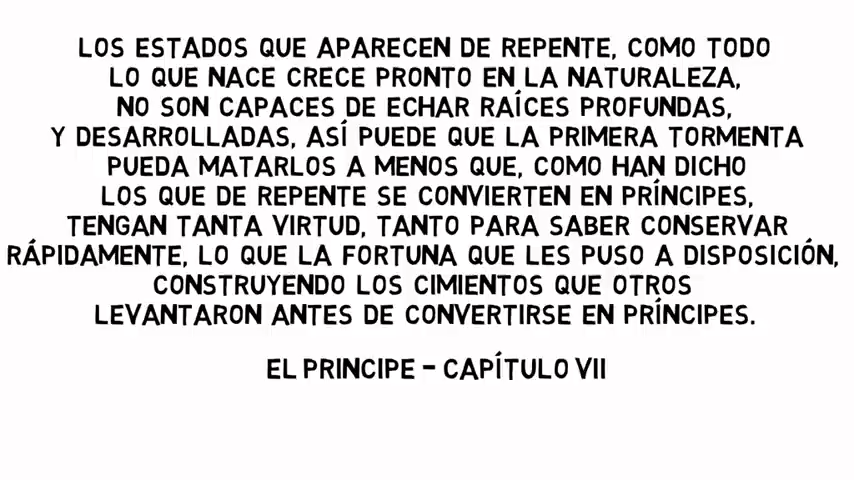 LOS ESTADOS QUE APARECEN DE REPENTE, COMO TODO
LO QUE NACE CRECE PRONTO EN LA NATURALEZA,
NO SON CAPACES DE ECHAR RAÍCES PROFUNDAS,
Y DESARROLLADAS, ASÍ PUEDE QUE LA PRIMERA TORMENTA
PUEDA MATARLOS A MENOS QUE, COMO HAN DICHO
LOS QUE DE REPENTE SE CONVIERTEN EN PRÍNCIPES,
TENGAN TANTA VIRTUD, TANTO PARA SABER CONSERVAR
RÁPIDAMENTE, LO QUE LA FORTUNA QUE LES PUSO A DISPOSICIÓN,
CONSTRUYENDO LOS CIMIENTOS QUE OTROS
LEVANTARON ANTES DE CONVERTIRSE EN PRÍNCIPES.
EL PRINCIPE - CAPÍTULO VII